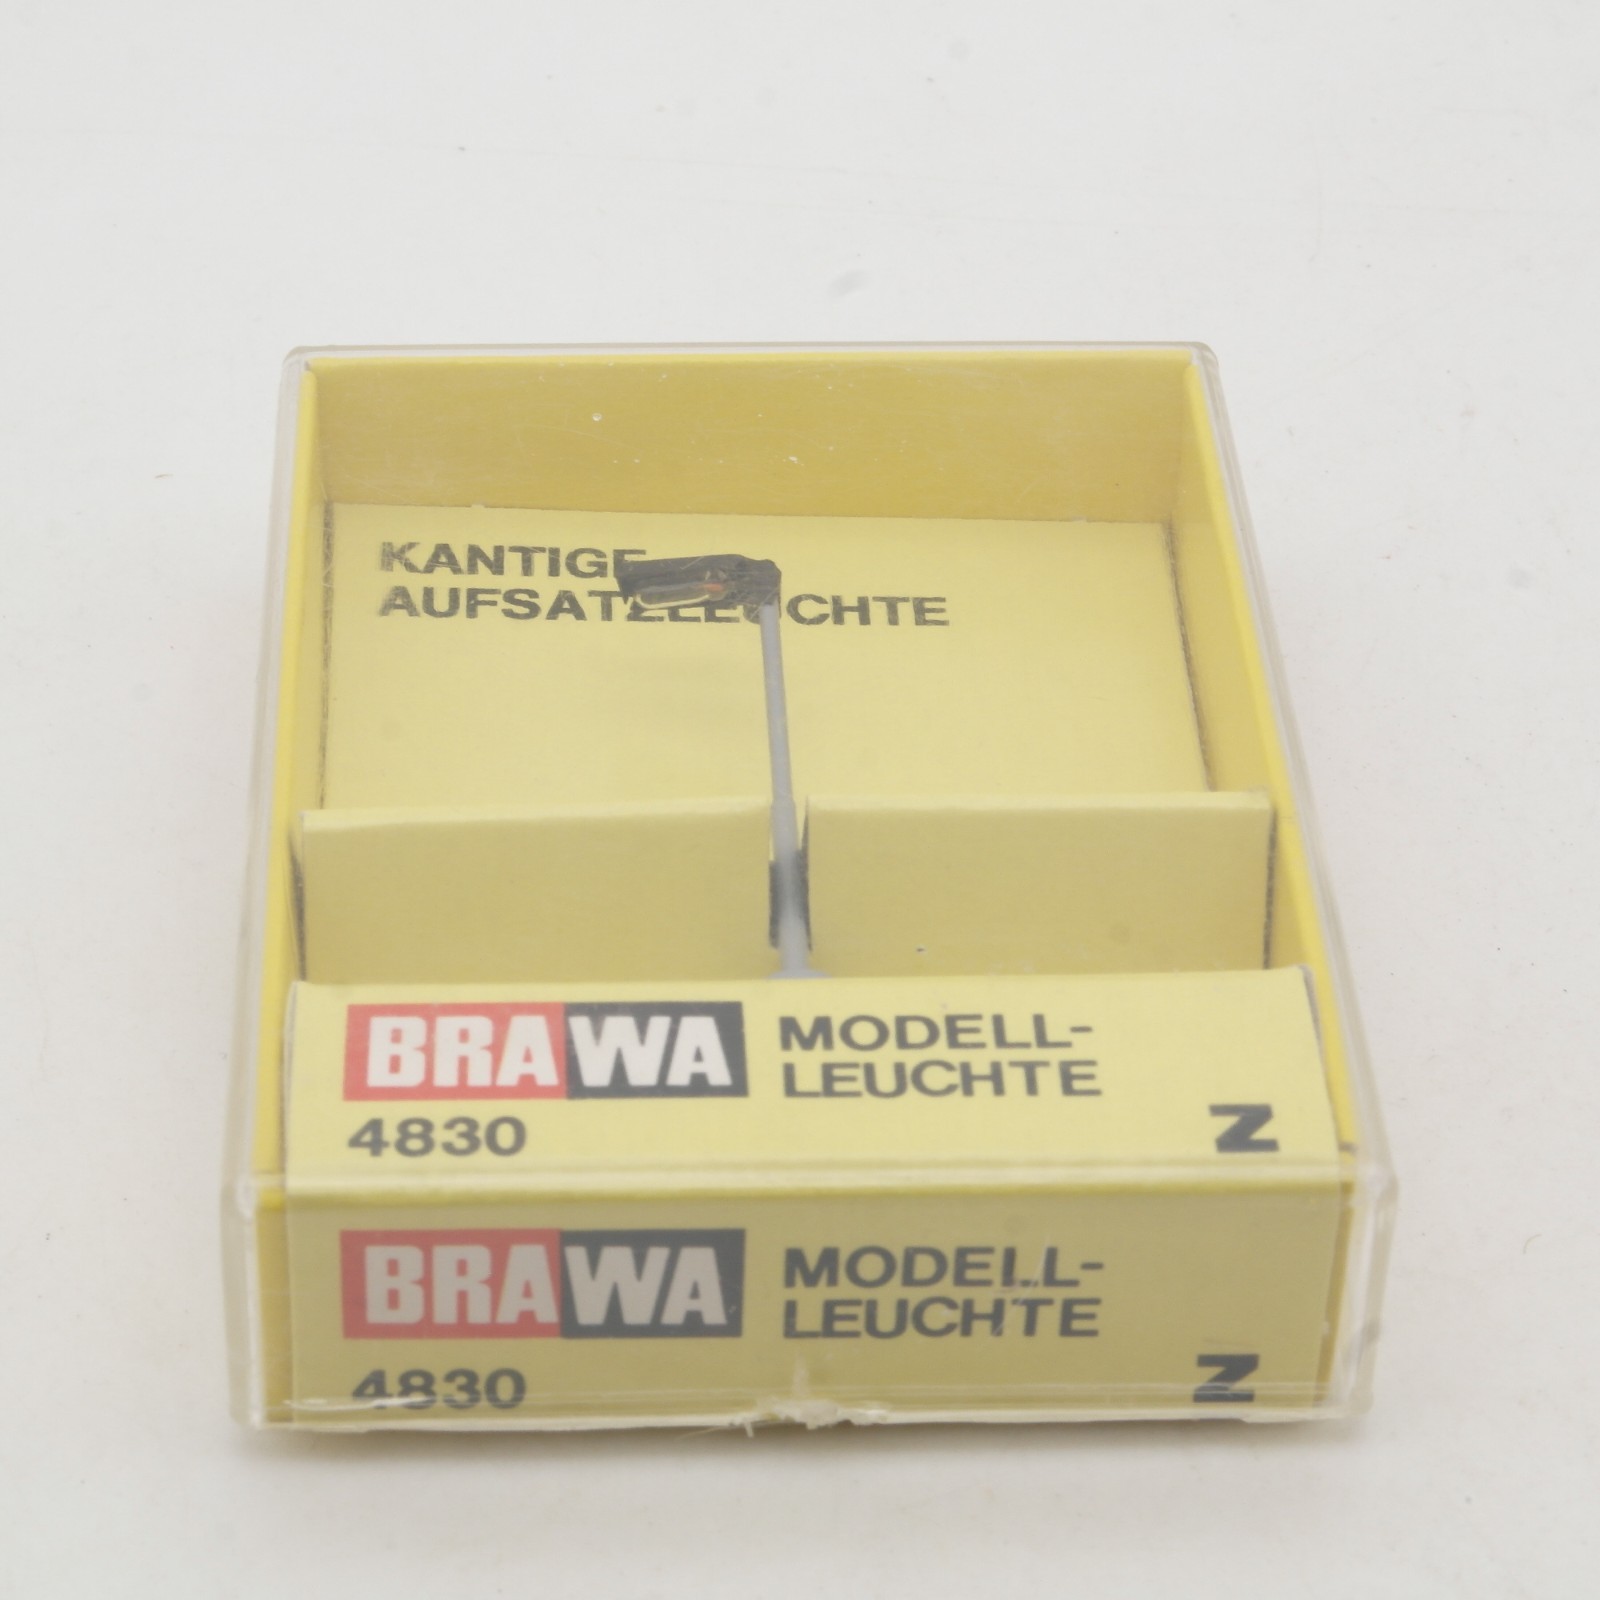 KANTIGE
AUFSATZLEUCHTE
BRAWA MODELL-
LEUCHTE
4830 Z
BRAWA MODELL-
LEUCHTE
4830 Z